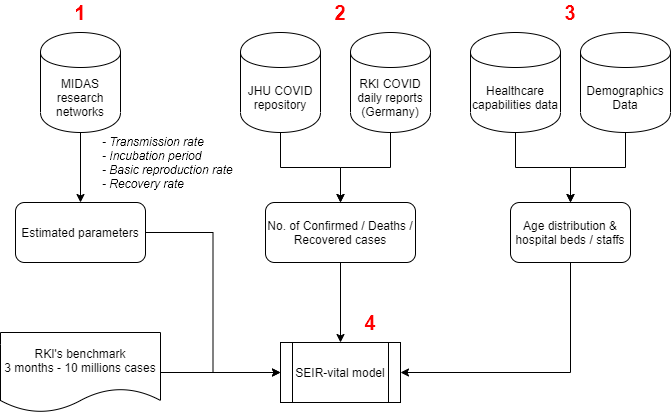 1
2
3
MIDAS
research
networks
JHU COVID
repository
RKI COVID
daily reports
(Germany)
Healthcare
capabilities data
Demographics
Data
- Transmission rate
- Incubation period
- Basic reproduction rate
- Recovery rate
Estimated parameters
No. of Confirmed / Deaths /
Recovered cases
Age distribution &
hospital beds / staffs
4
RKI's benchmark
3 months - 10 millions cases
SEIR-vital model